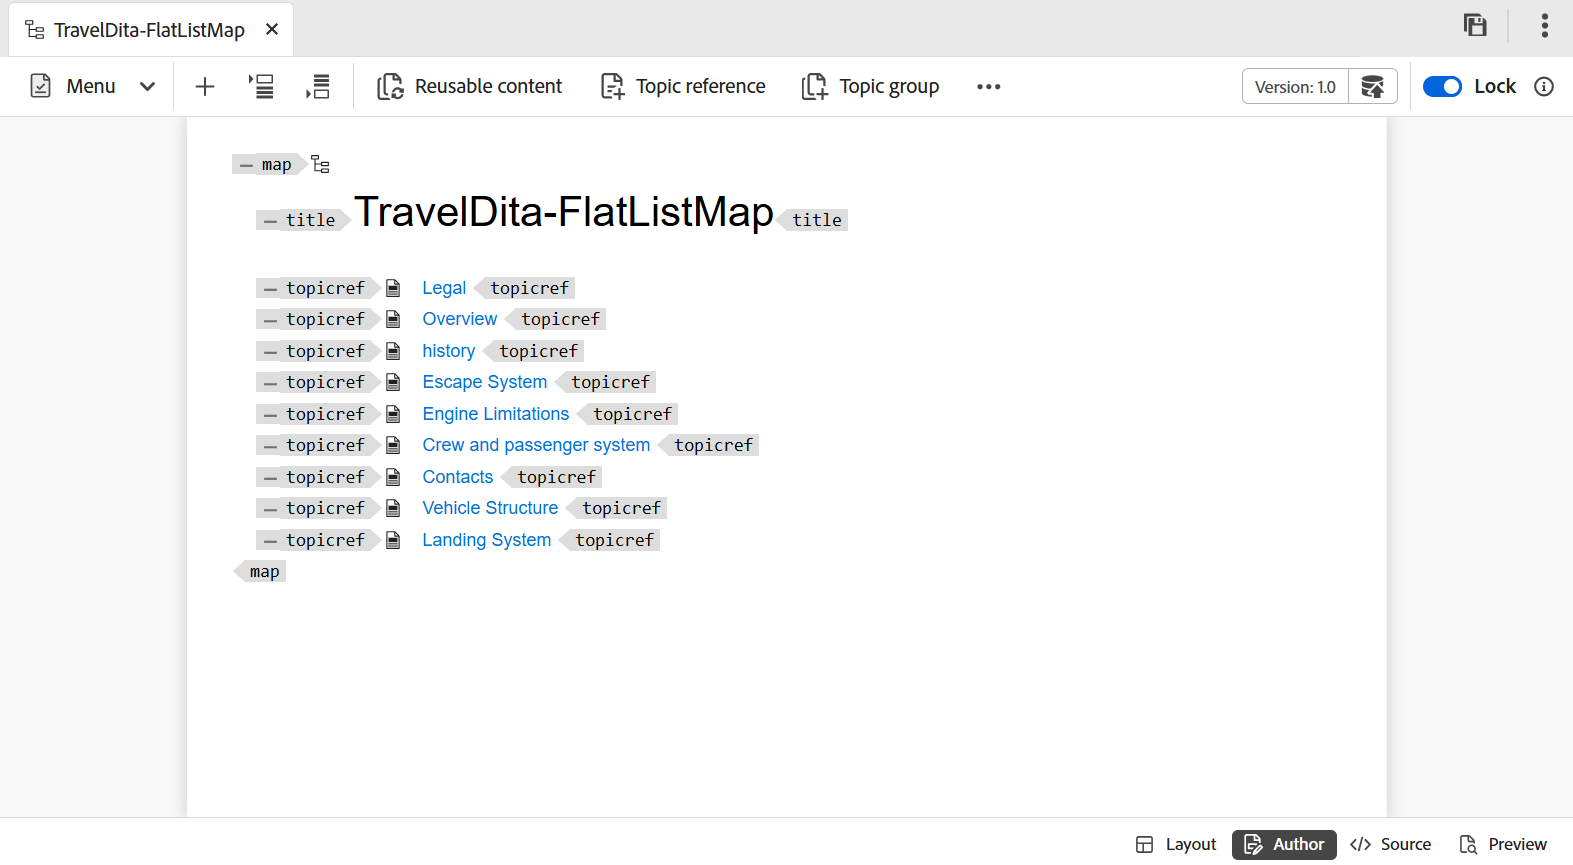 TravelDita-FlatListMap
Menu Reusable content Topic reference Topic group Version: 1.0 Lock
map
title TravelDita-FlatListMap title
topicref Legal topicref
topicref Overview topicref
topicref history topicref
topicref Escape System topicref
topicref Engine Limitations topicref
topicref Crew and passenger system topicref
topicref Contacts topicref
topicref Vehicle Structure topicref
topicref Landing System topicref
map
Layout Author Source Preview